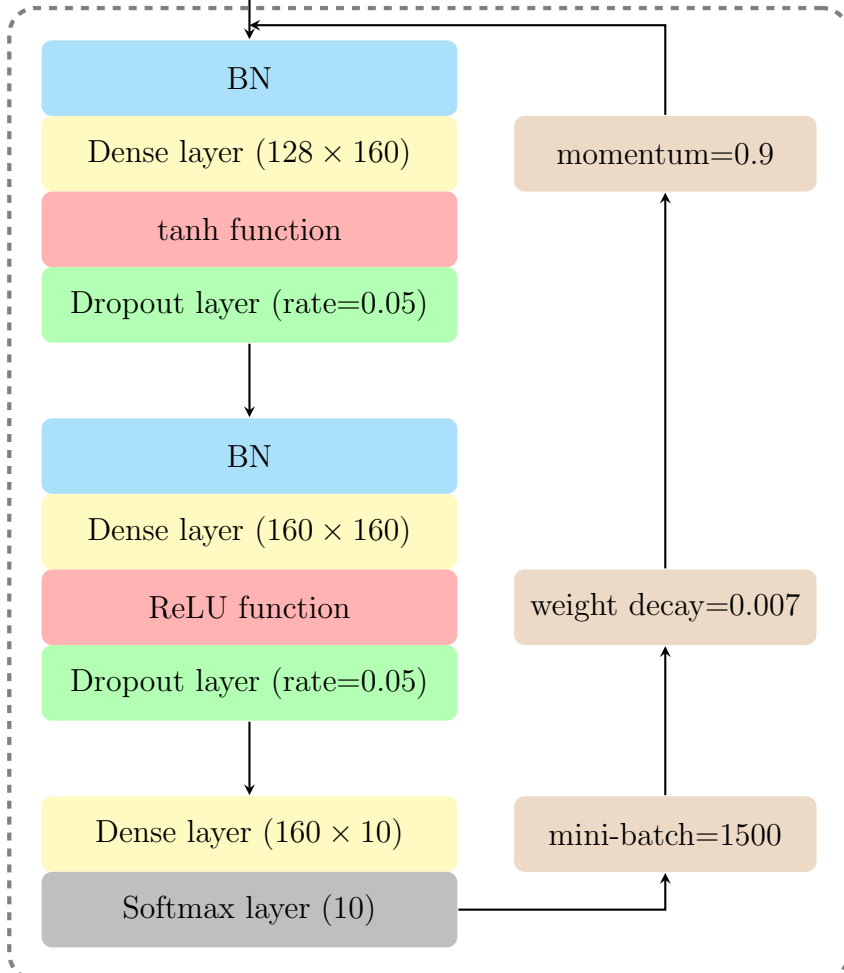 BN
Dense layer (128 × 160)
tanh function
Dropout layer (rate=0.05)
BN
Dense layer (160 × 160)
ReLU function
Dropout layer (rate=0.05)
Dense layer (160 × 10)
Softmax layer (10)
mini-batch=1500
weight decay=0.007
momentum=0.9